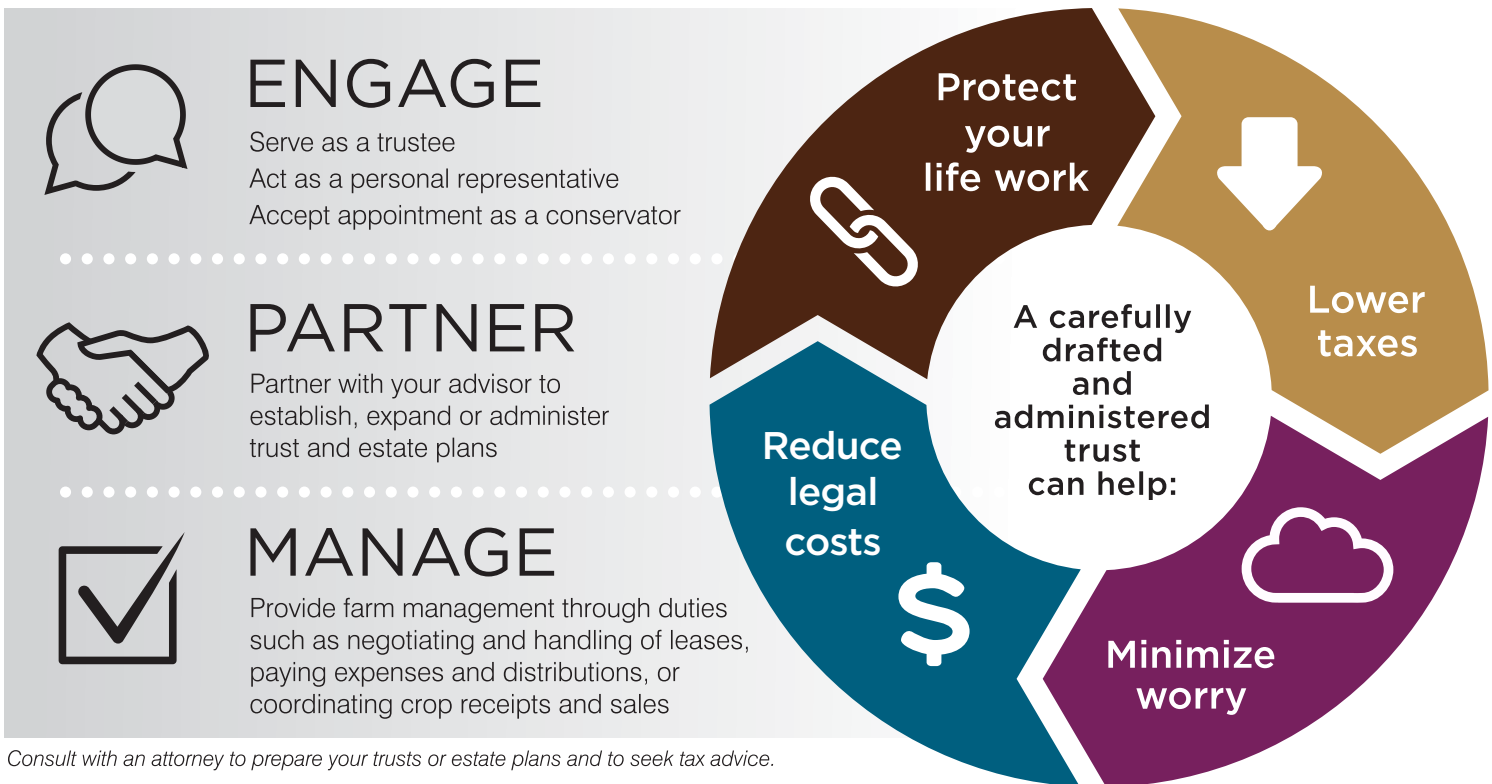 ENGAGE
Serve as a trustee
Act as a personal representative
Accept appointment as a conservator
PARTNER
Partner with your advisor to
establish, expand or administer
trust and estate plans
MANAGE
Provide farm management through duties
such as negotiating and handling of leases,
paying expenses and distributions, or
coordinating crop receipts and sales
Consult with an attorney to prepare your trusts or estate plans and to seek tax advice.
A carefully
drafted
and
administered
trust
can help:
Protect
your
life work
Lower
taxes
Minimize
worry
Reduce
legal
costs
$